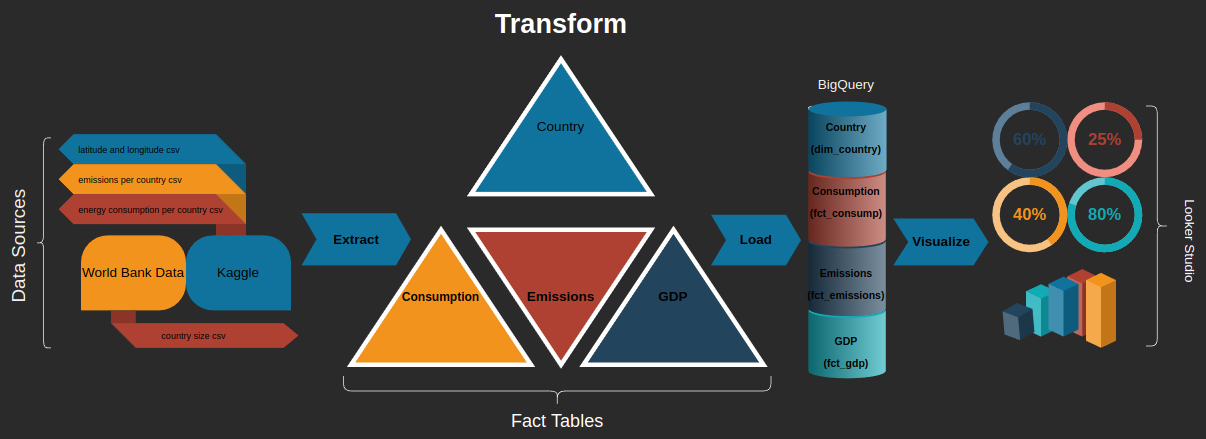 Transform
Data Sources
latitude and longitude csv
emissions per country csv
energy consumption per country csv
World Bank Data
Kaggle
country size csv
Extract
Country
Consumption
Emissions
GDP
Fact Tables
Load
BigQuery
Country
(dim_country)
Consumption
(fct_consump)
Emissions
(fct_emissions)
GDP
(fct_gdp)
Visualize
60%
25%
40%
80%
Looker Studio